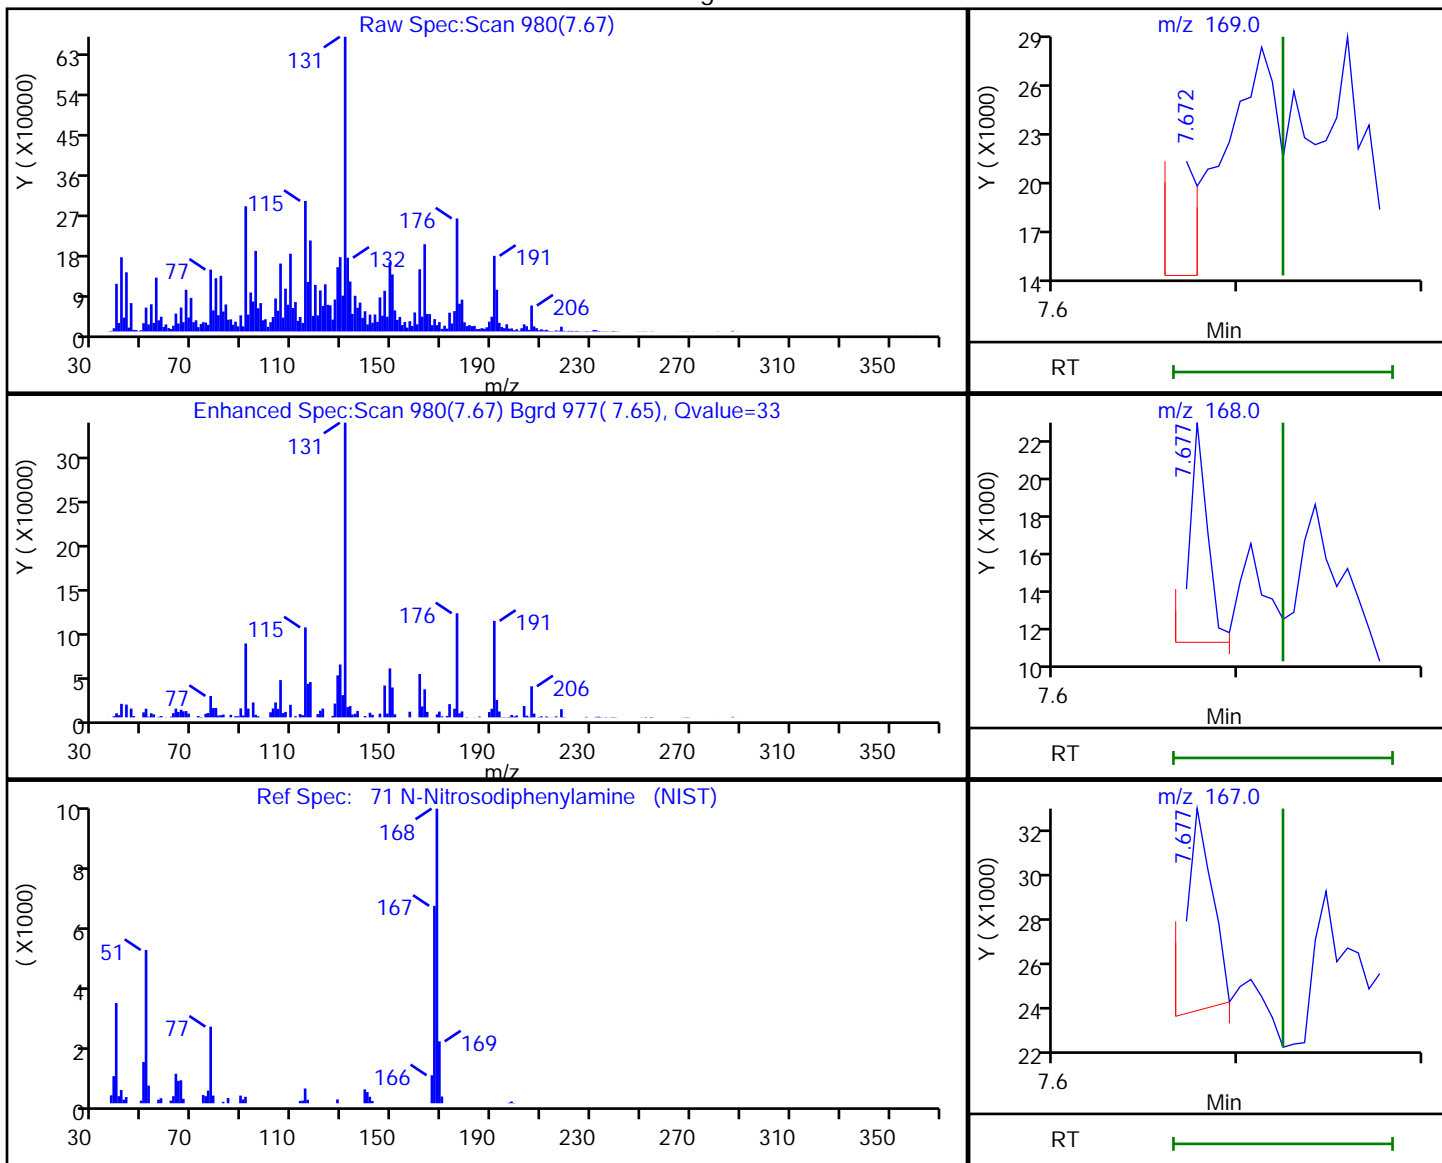 Raw Spec:Scan 980(7.67)
Y ( X10000)
63
54
45
36
27
18
9
0
131
115
176
132
191
77
206
30 70 110 150 190 230 270 310 350
m/z
m/z 169.0
Y ( X1000)
29
26
23
20
17
14
7.672
7.6
Min
RT
Enhanced Spec:Scan 980(7.67) Bgrd 977( 7.65), Qvalue=33
Y ( X10000)
30
25
20
15
10
5
0
131
115
176
191
77
206
30 70 110 150 190 230 270 310 350
m/z
m/z 168.0
Y ( X1000)
22
20
18
16
14
12
10
7.677
7.6
Min
RT
Ref Spec: 71 N-Nitrosodiphenylamine (NIST)
( X1000)
10
8
6
4
2
0
168
167
51
77
169
166
30 70 110 150 190 230 270 310 350
m/z 167.0
Y ( X1000)
32
30
28
26
24
22
7.677
7.6
Min
RT